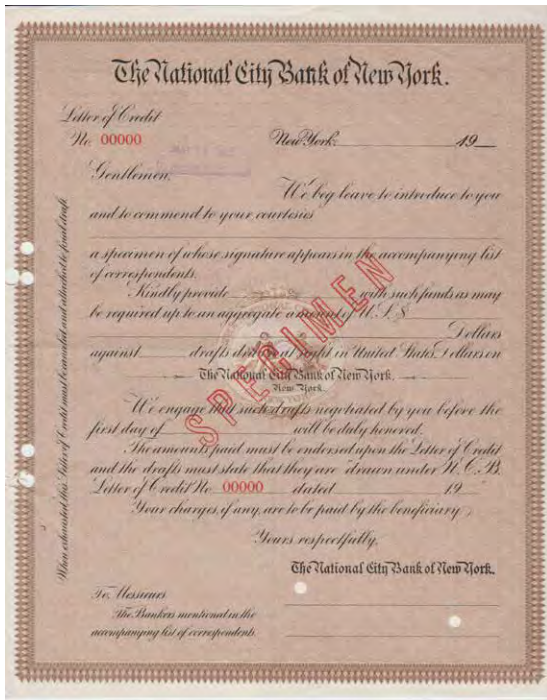 The National City Bank of New York.
Letter of Credit
No. 00000
New York, 19
Gentlemen:
We beg leave to introduce to you
and to commend to your courtesies
a specimen of whose signature appears in the accompanying list
of correspondents.
Kindly provide with such funds as may
be required up to an aggregate amount of U.S.$
Dollars
against drafts at sight in United States Dollars on
The National City Bank of New York.
New York
We engage that such drafts negotiated by you before the
first day of will be duly honored.
The amounts paid must be endorsed upon the Letter of Credit
and the drafts must state that they are drawn under N.C.B.
Letter of Credit No. 00000 dated 19
Your charges, if any, are to be paid by the beneficiary
Yours respectfully,
The National City Bank of New York.
To Messieurs
The Bankers mentioned in the
accompanying list of correspondents.
When exhausted this Letter of Credit must be canceled and attached to final draft.
SPECIMEN